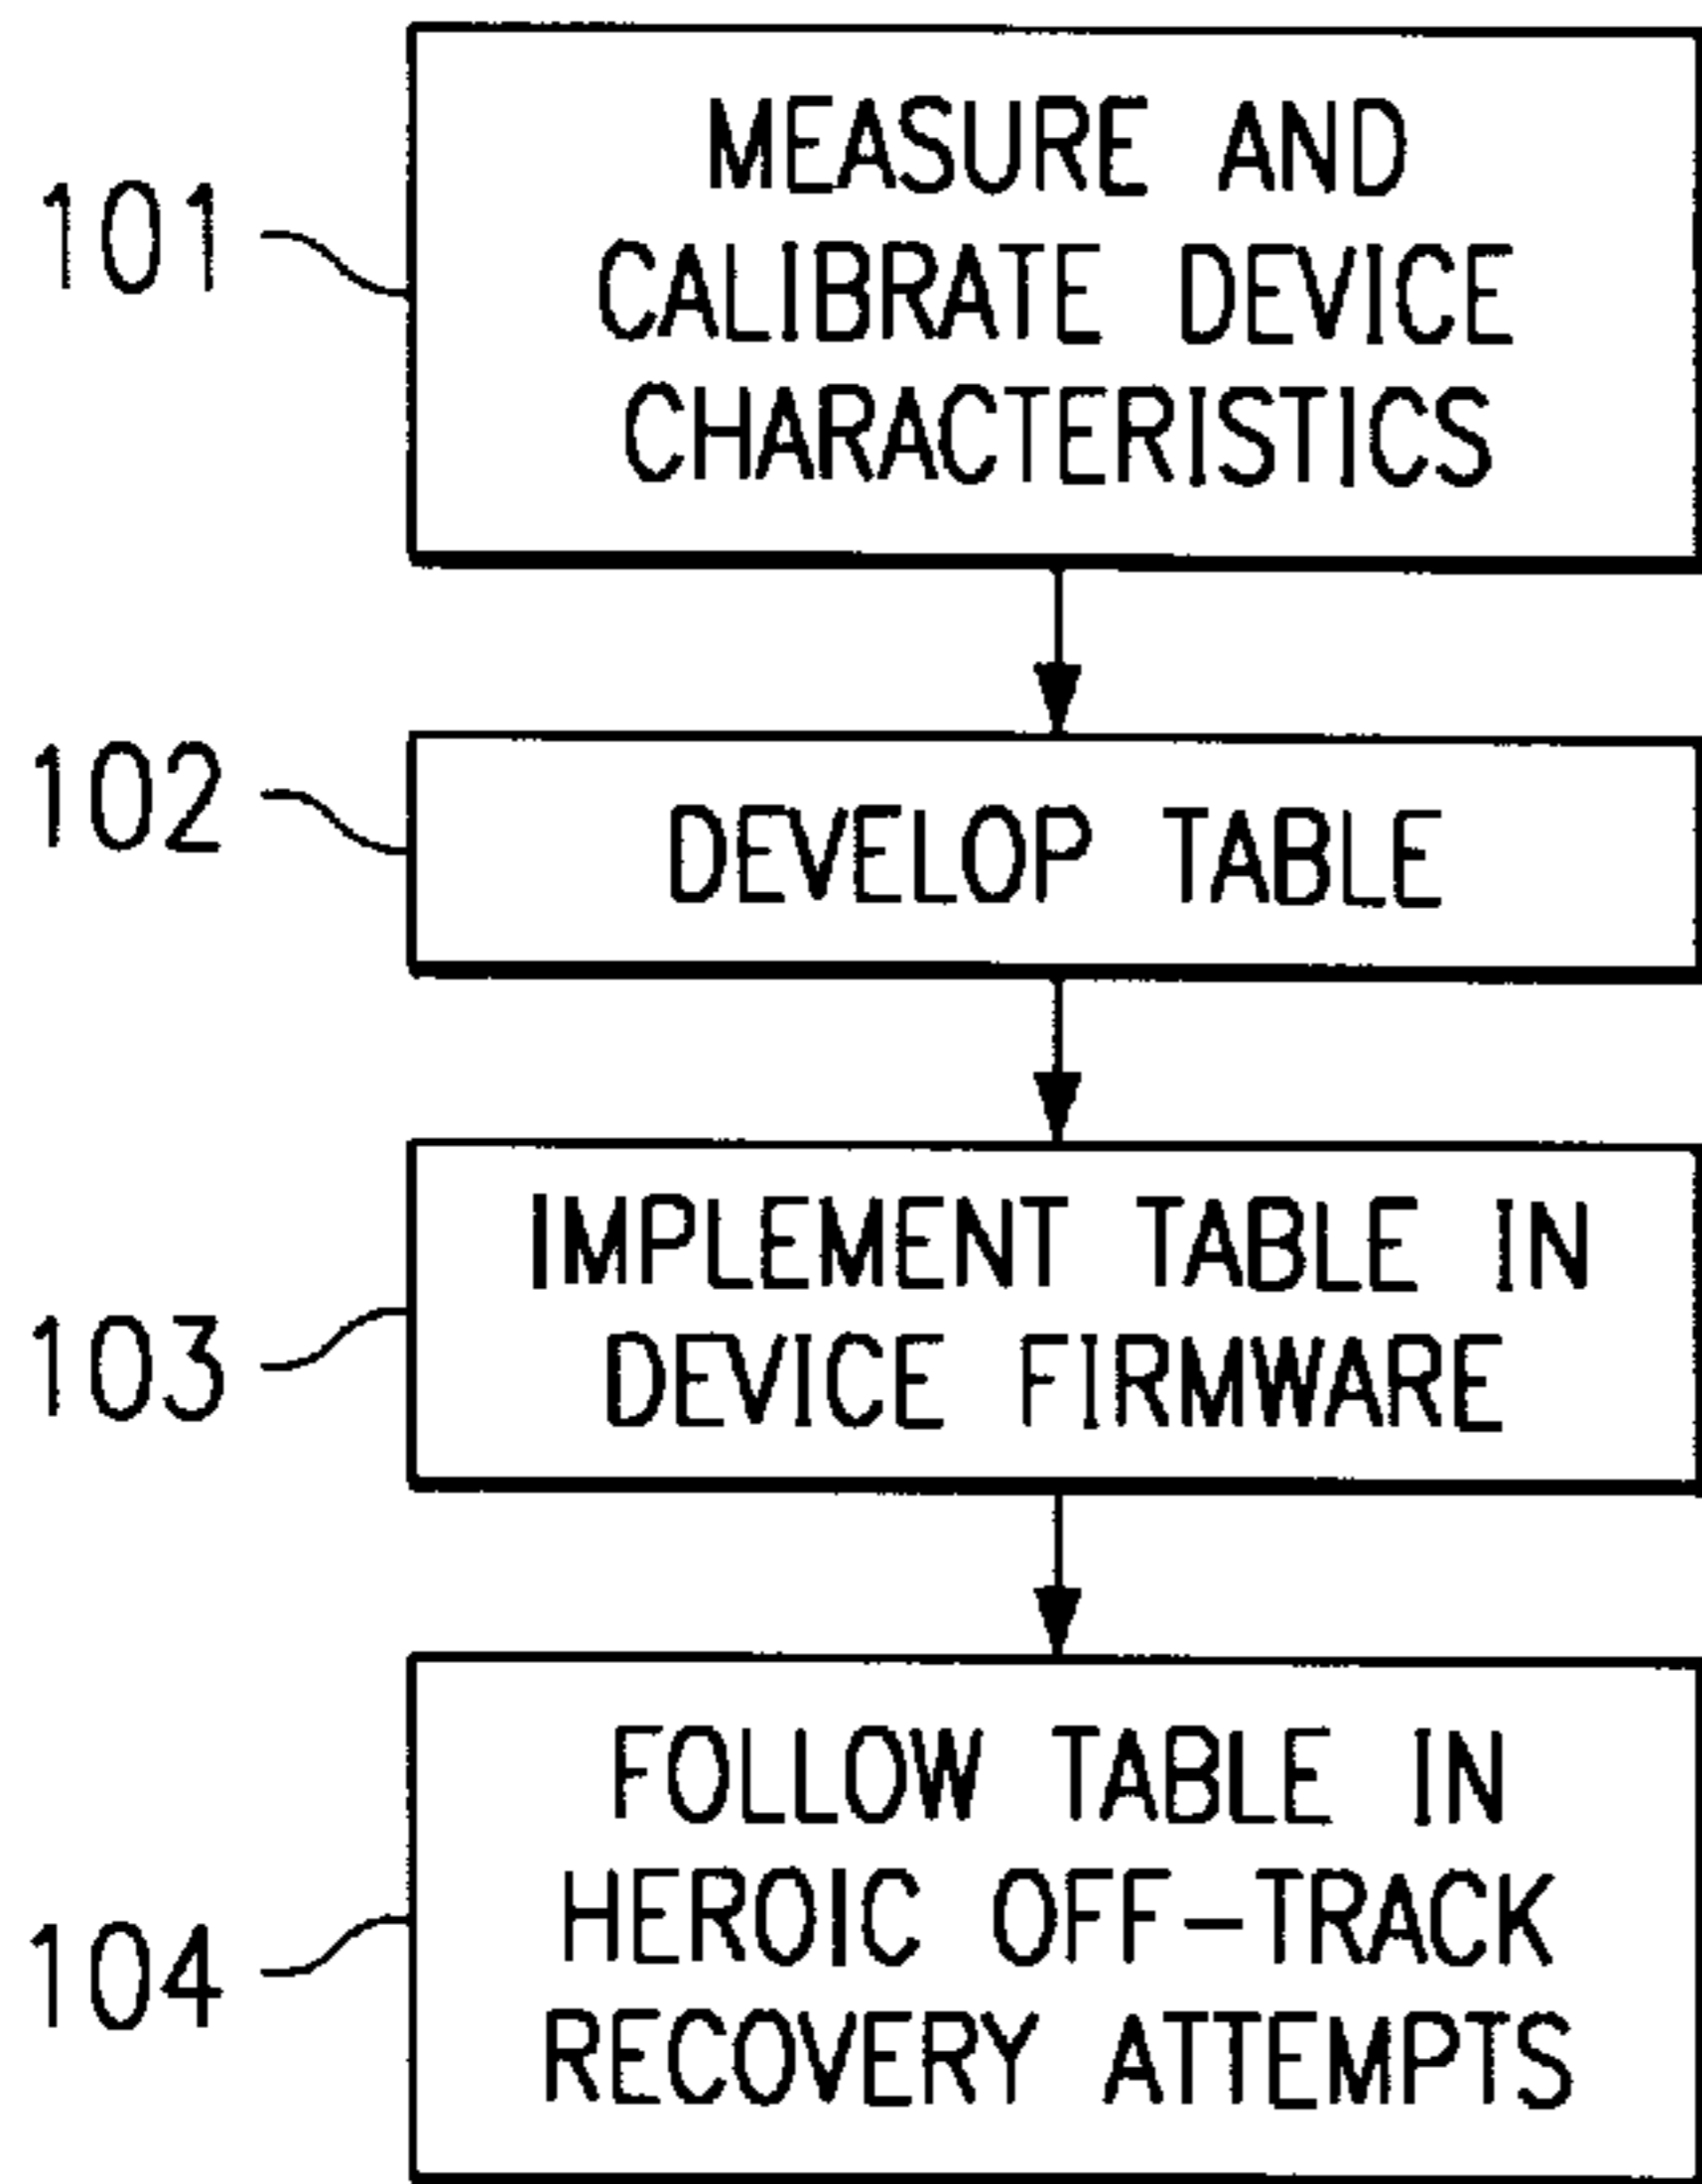 101
MEASURE AND
CALIBRATE DEVICE
CHARACTERISTICS
102
DEVELOP TABLE
103
IMPLEMENT TABLE IN
DEVICE FIRMWARE
104
FOLLOW TABLE IN
HEROIC OFF-TRACK
RECOVERY ATTEMPTS